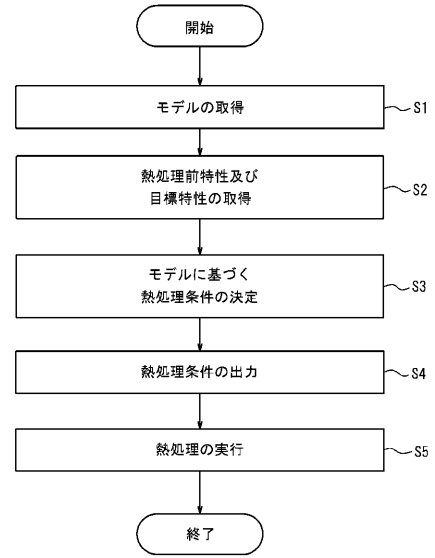 開始
モデルの取得
S1
熱処理前特性及び
目標特性の取得
S2
モデルに基づく
熱処理条件の決定
S3
熱処理条件の出力
S4
熱処理の実行
S5
終了